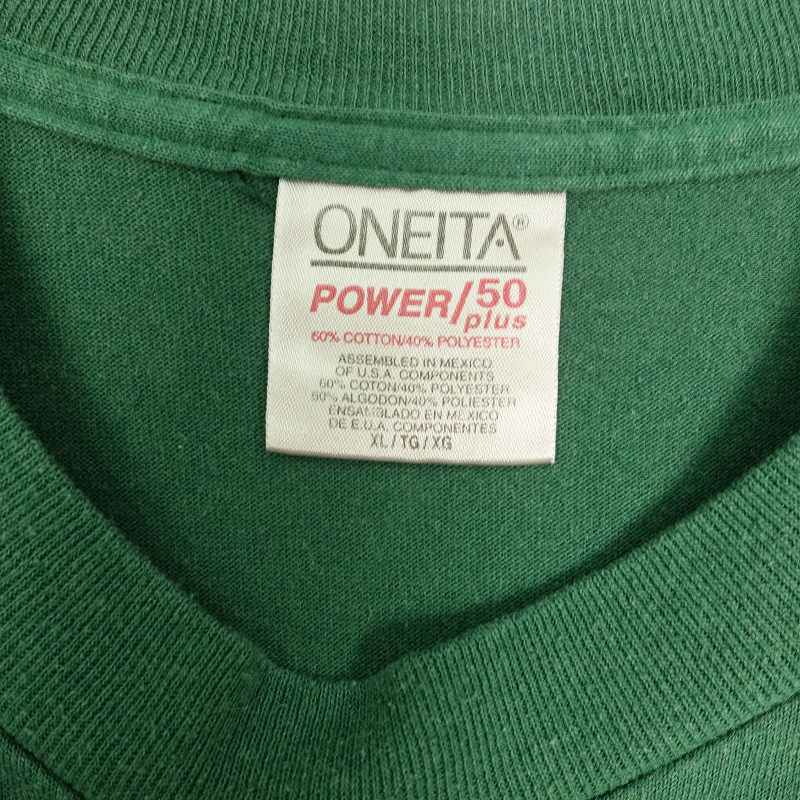 ONEITA®
POWER/50
plus
60% COTTON/40% POLYESTER
ASSEMBLED IN MEXICO
OF U.S.A. COMPONENTS
60% COTON/40% POLYESTER
60% ALGODON/40% POLIESTER
ENSAMBLADO EN MEXICO
DE E.U.A. COMPONENTES
XL/TG/XG